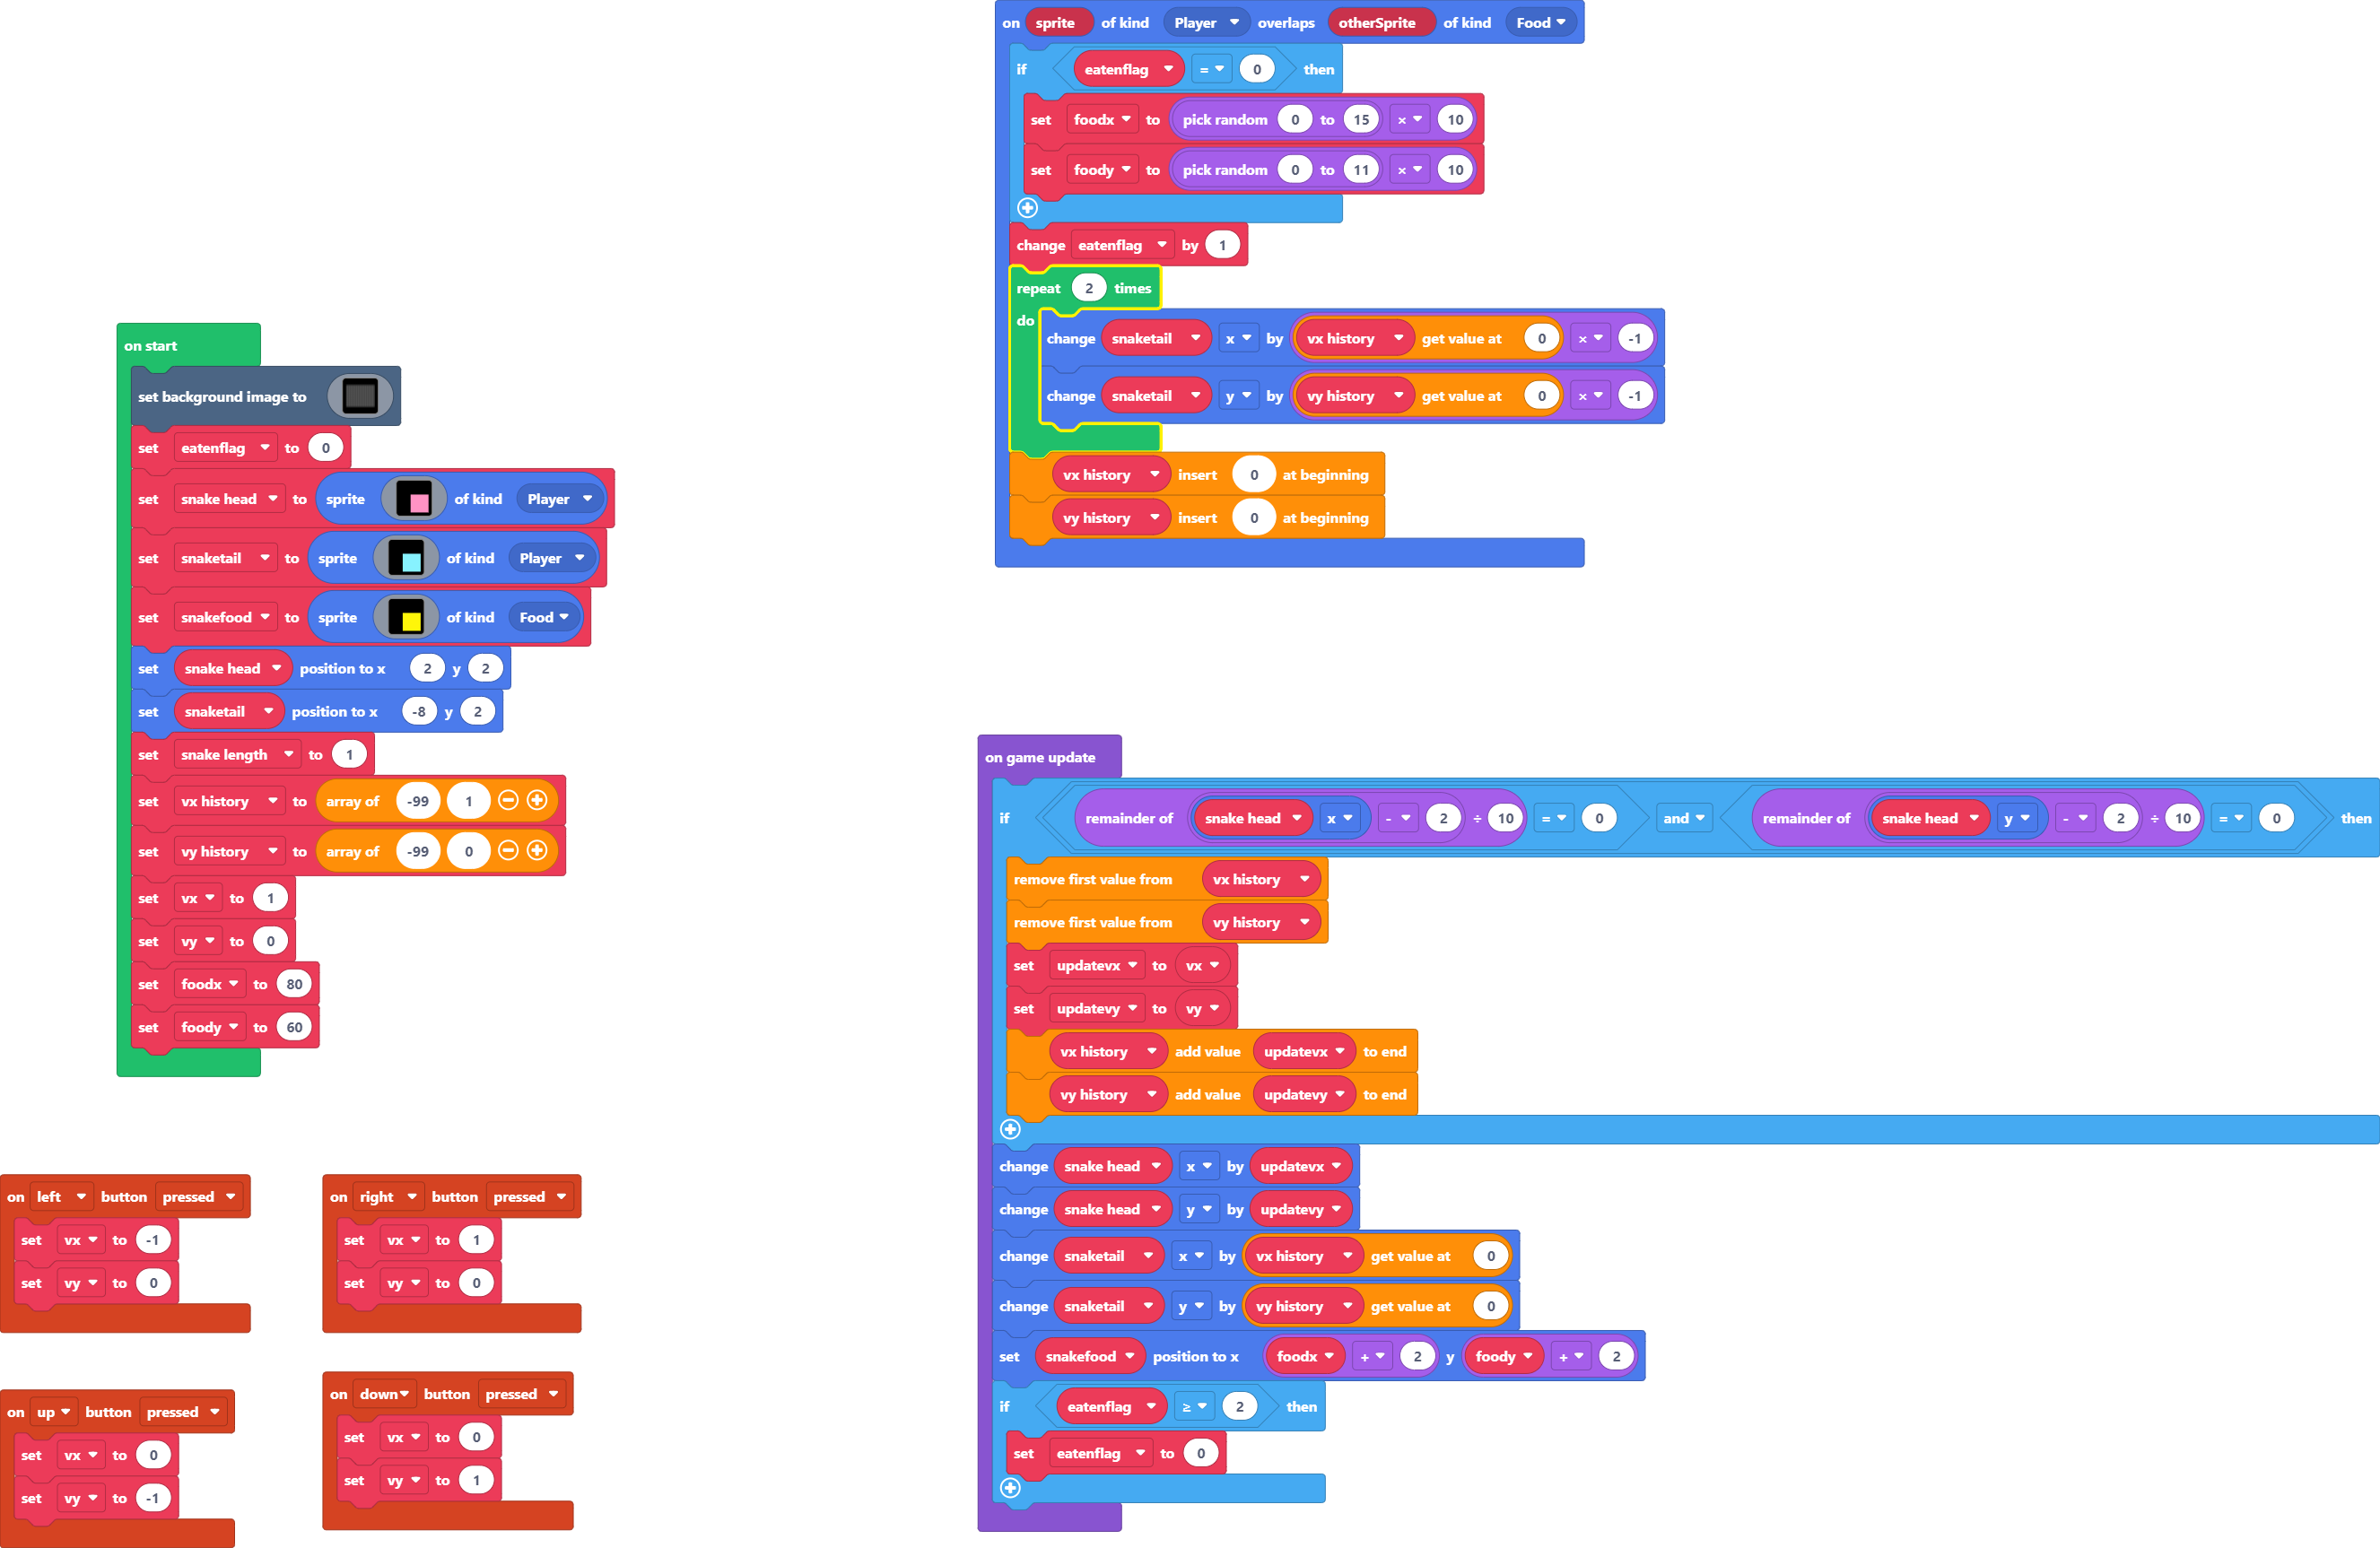 on sprite of kind Player overlaps otherSprite of kind Food
if eatenflag = 0 then
set foodx to pick random 0 to 15 × 10
set foody to pick random 0 to 11 × 10
change eatenflag by 1
repeat 2 times
do
change snaketail x by vx history get value at 0 × -1
change snaketail y by vy history get value at 0 × -1
vx history insert 0 at beginning
vy history insert 0 at beginning
on start
set background image to
set eatenflag to 0
set snake head to sprite of kind Player
set snaketail to sprite of kind Player
set snakefood to sprite of kind Food
set snake head position to x 2 y 2
set snaketail position to x -8 y 2
set snake length to 1
set vx history to array of -99 1
set vy history to array of -99 0
set vx to 1
set vy to 0
set foodx to 80
set foody to 60
on game update
if remainder of snake head x - 2 ÷ 10 = 0 and remainder of snake head y - 2 ÷ 10 = 0 then
remove first value from vx history
remove first value from vy history
set updatevx to vx
set updatevy to vy
vx history add value updatevx to end
vy history add value updatevy to end
change snake head x by updatevx
change snake head y by updatevy
change snaketail x by vx history get value at 0
change snaketail y by vy history get value at 0
set snakefood position to x foodx + 2 y foody + 2
if eatenflag ≥ 2 then
set eatenflag to 0
on left button pressed
set vx to -1
set vy to 0
on right button pressed
set vx to 1
set vy to 0
on up button pressed
set vx to 0
set vy to -1
on down button pressed
set vx to 0
set vy to 1